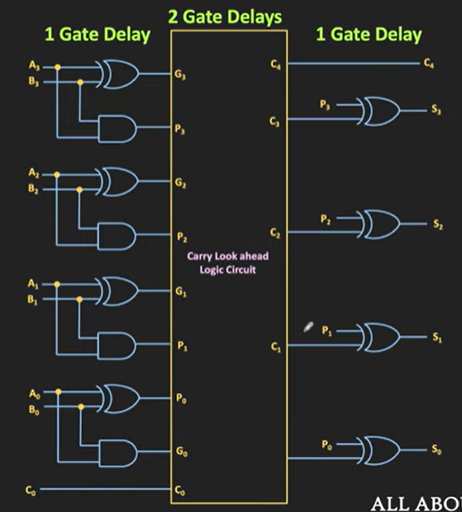 2 Gate Delays
1 Gate Delay
1 Gate Delay
A₃
B₃
G₃
P₃
C₄
C₄
P₃
C₃
S₃
A₂
B₂
G₂
P₂
P₂
C₂
S₂
Carry Look ahead
Logic Circuit
A₁
B₁
G₁
P₁
P₁
C₁
S₁
A₀
B₀
P₀
G₀
P₀
S₀
C₀
C₀
ALL ABO